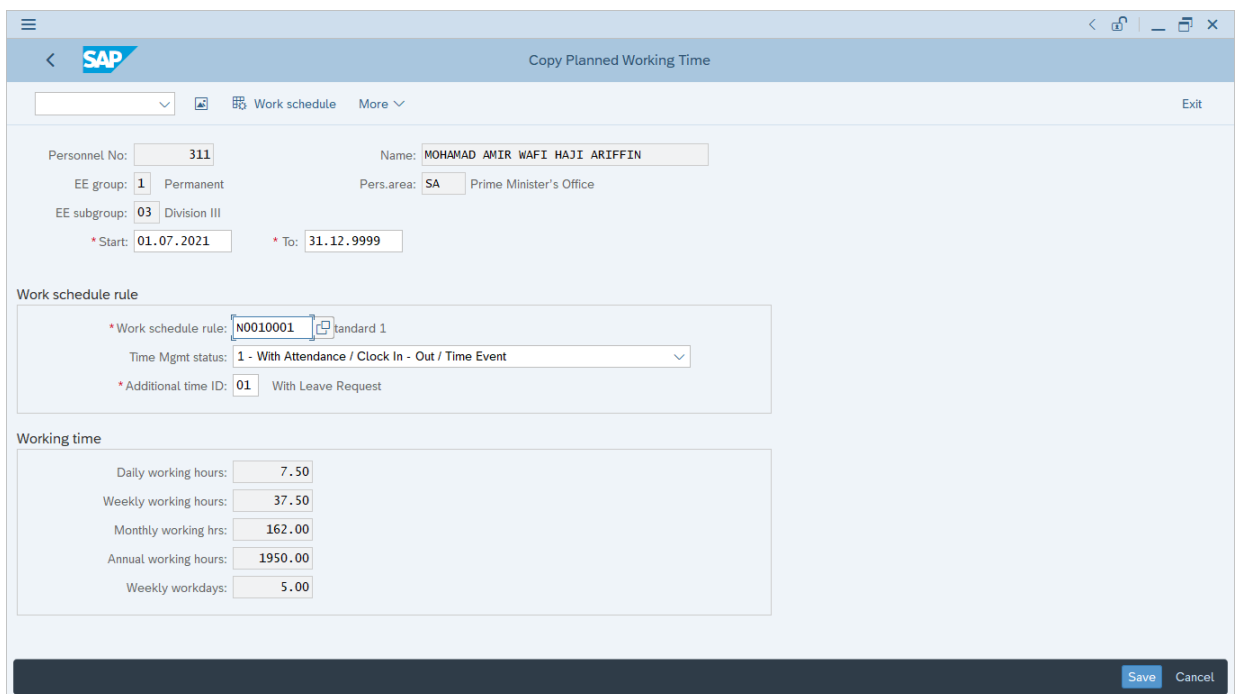 SAP
Copy Planned Working Time
Work schedule More Exit
Personnel No: 311 Name: MOHAMAD AMIR WAFI HAJI ARIFFIN
EE group: 1 Permanent Pers.area: SA Prime Minister's Office
EE subgroup: 03 Division III
* Start: 01.07.2021 * To: 31.12.9999
Work schedule rule
* Work schedule rule: N0010001 tandard 1
Time Mgmt status: 1 - With Attendance / Clock In - Out / Time Event
* Additional time ID: 01 With Leave Request
Working time
Daily working hours: 7.50
Weekly working hours: 37.50
Monthly working hrs: 162.00
Annual working hours: 1950.00
Weekly workdays: 5.00
Save Cancel